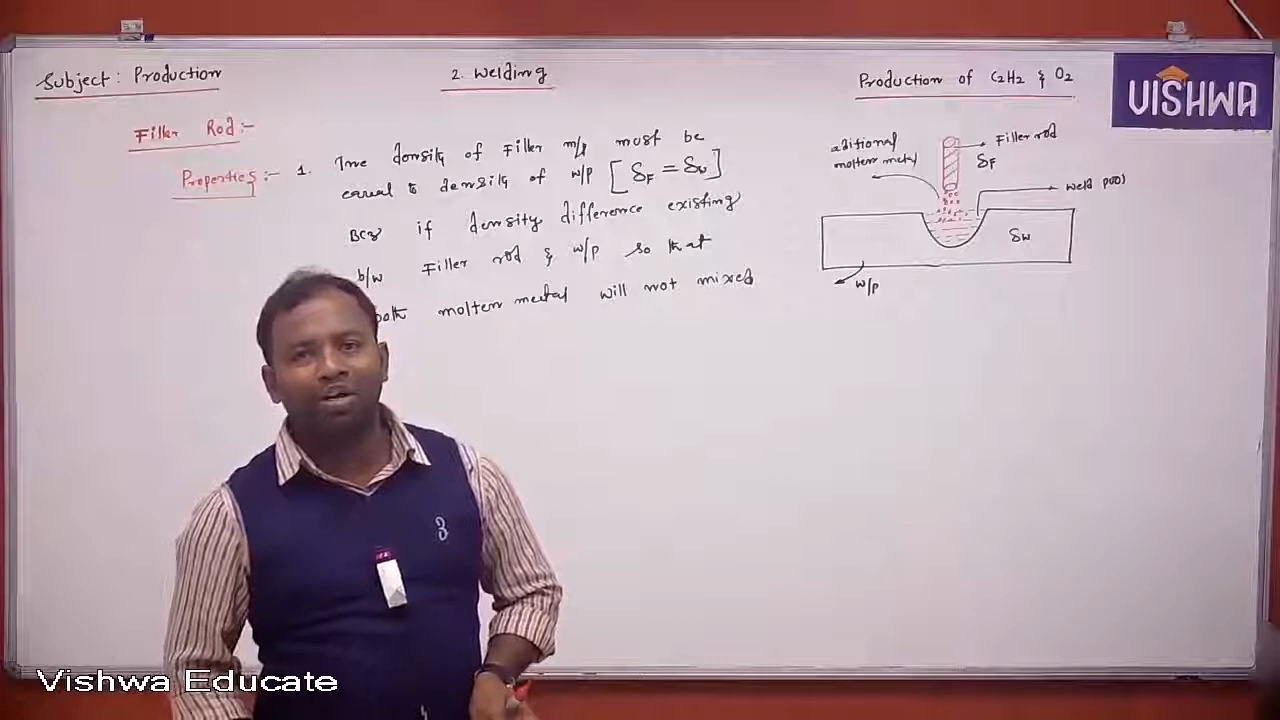 Subject : Production
2. Welding
Production of C2H2 & O2
VISHWA
Filler Rod :-
Properties :- 1. The density of Filler m/p must be
equal to density of w/p [ SF = Sw ]
BCZ if density difference existing
b/w Filler rod & w/p so that
both molten metal will not mixed
aditional
molten metal
Filler rod
SF
weld pool
Sw
w/p
Vishwa Educate